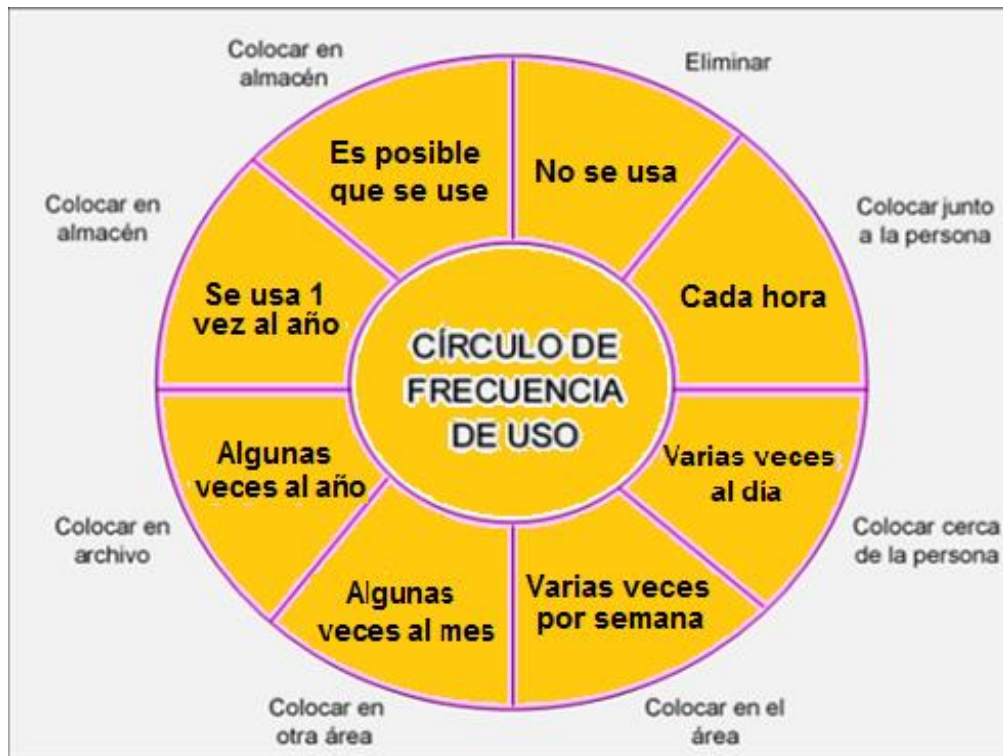 Colocar en
almacén
Eliminar
Es posible
que se use
No se usa
Colocar en
almacén
Colocar junto
a la persona
Se usa 1
vez al año
Cada hora
CÍRCULO DE
FRECUENCIA
DE USO
Algunas
veces al año
Varias veces
al día
Colocar en
archivo
Colocar cerca
de la persona
Algunas
veces al mes
Varias veces
por semana
Colocar en
otra área
Colocar en el
área